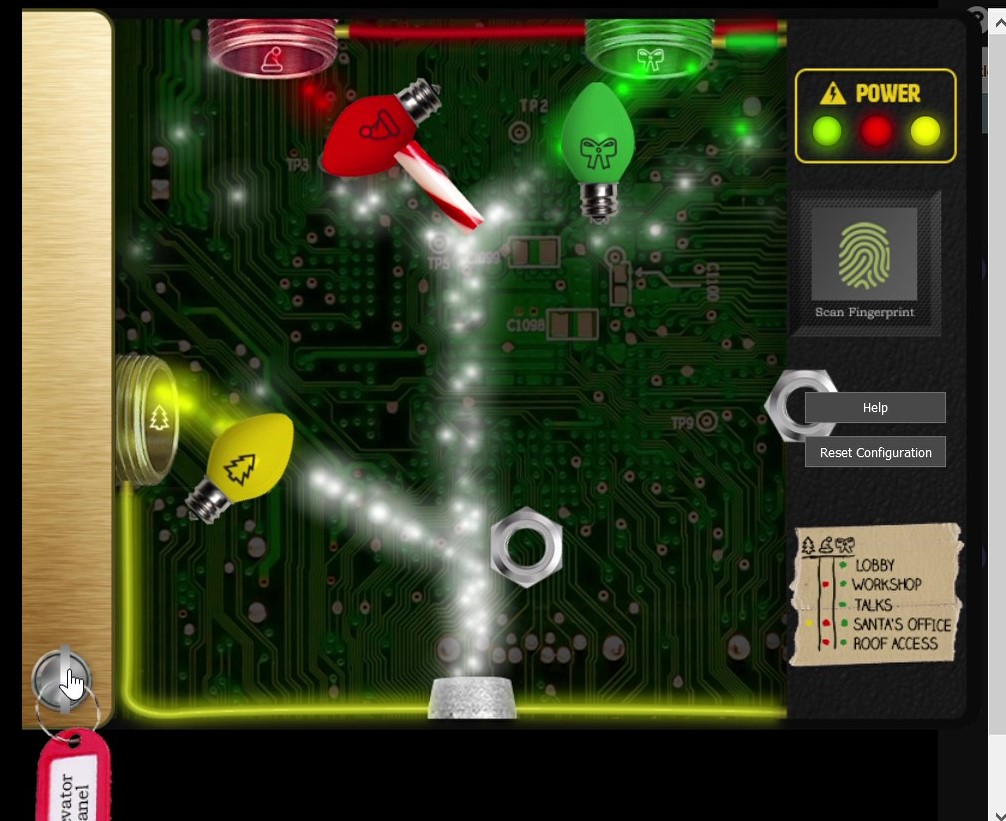 POWER
TP2
TP3
Scan Fingerprint
TP5
C1098
TP9
Help
Reset Configuration
LOBBY
WORKSHOP
TALKS
SANTA'S OFFICE
ROOF ACCESS